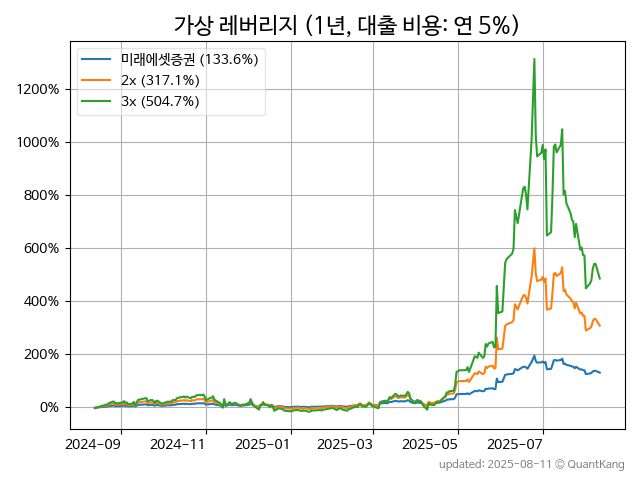 가상 레버리지 (1년, 대출 비용: 연 5%)
미래에셋증권 (133.6%)
2x (317.1%)
3x (504.7%)
1200%
1000%
800%
600%
400%
200%
0%
2024-09 2024-11 2025-01 2025-03 2025-05 2025-07
updated: 2025-08-11 © QuantKang